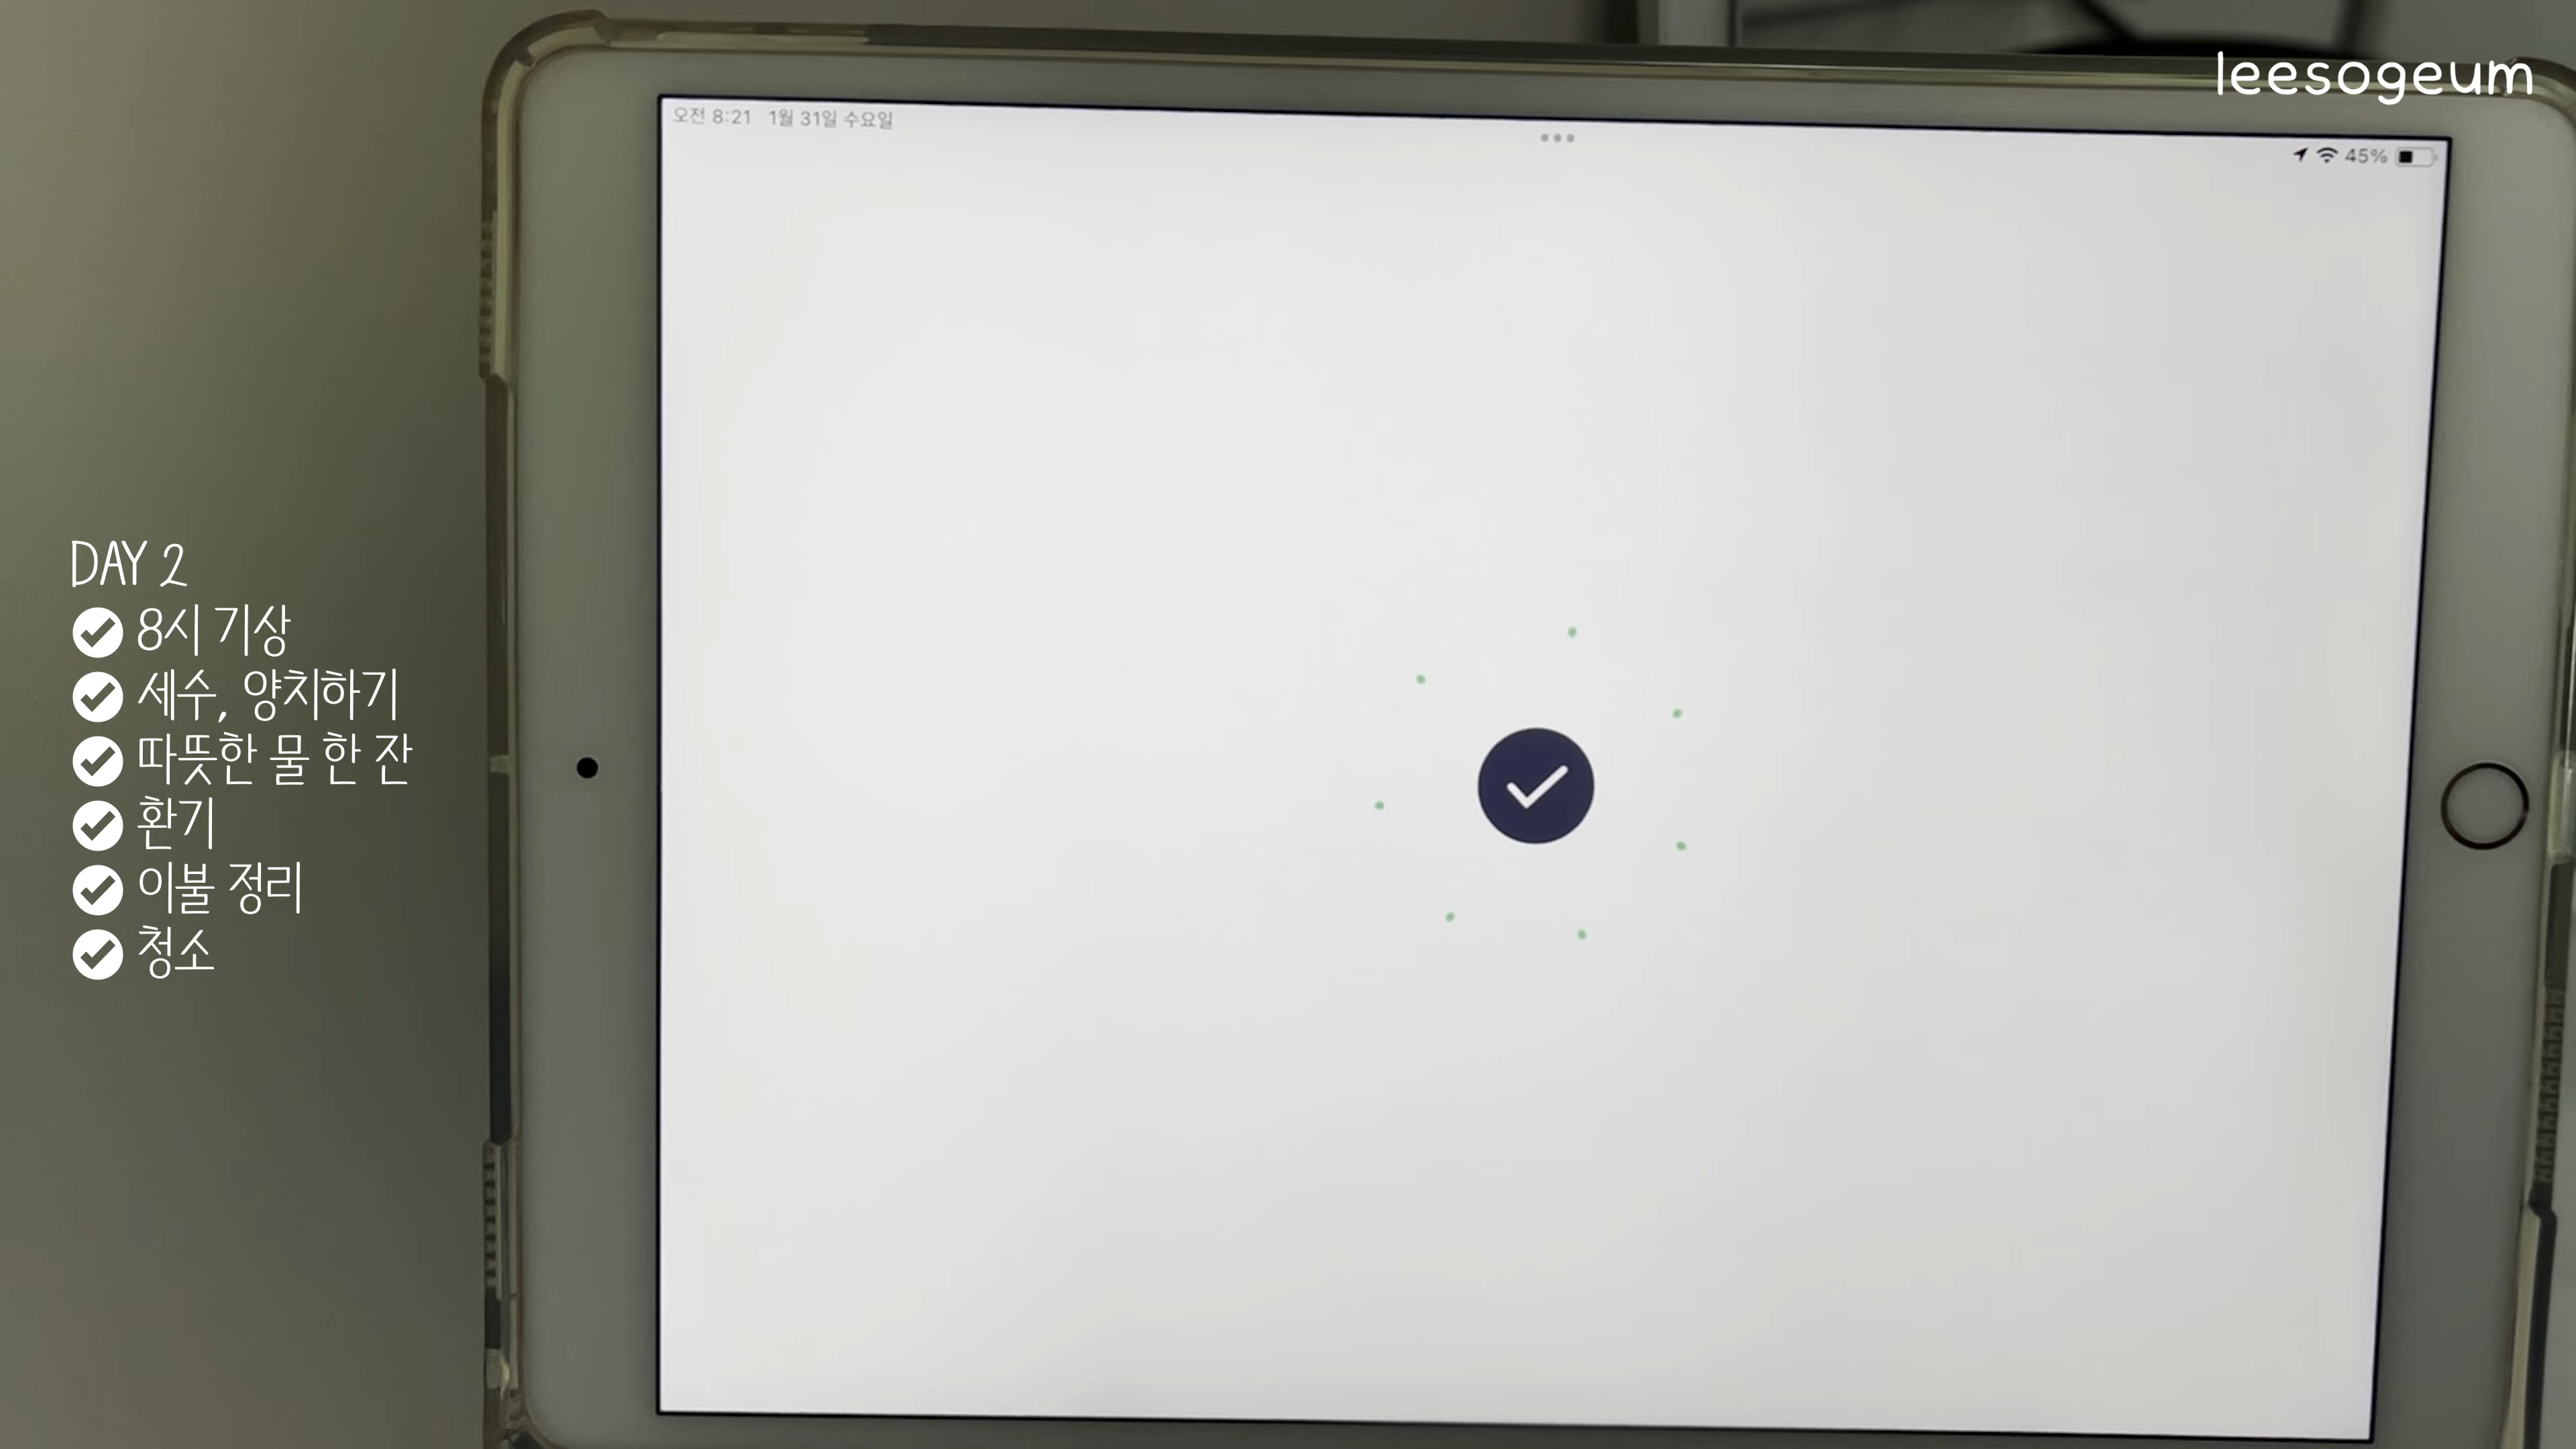 leesogeum
오전 8:21 1월 31일 수요일
45%
DAY 2
8시 기상
세수, 양치하기
따뜻한 물 한 잔
환기
이불 정리
청소